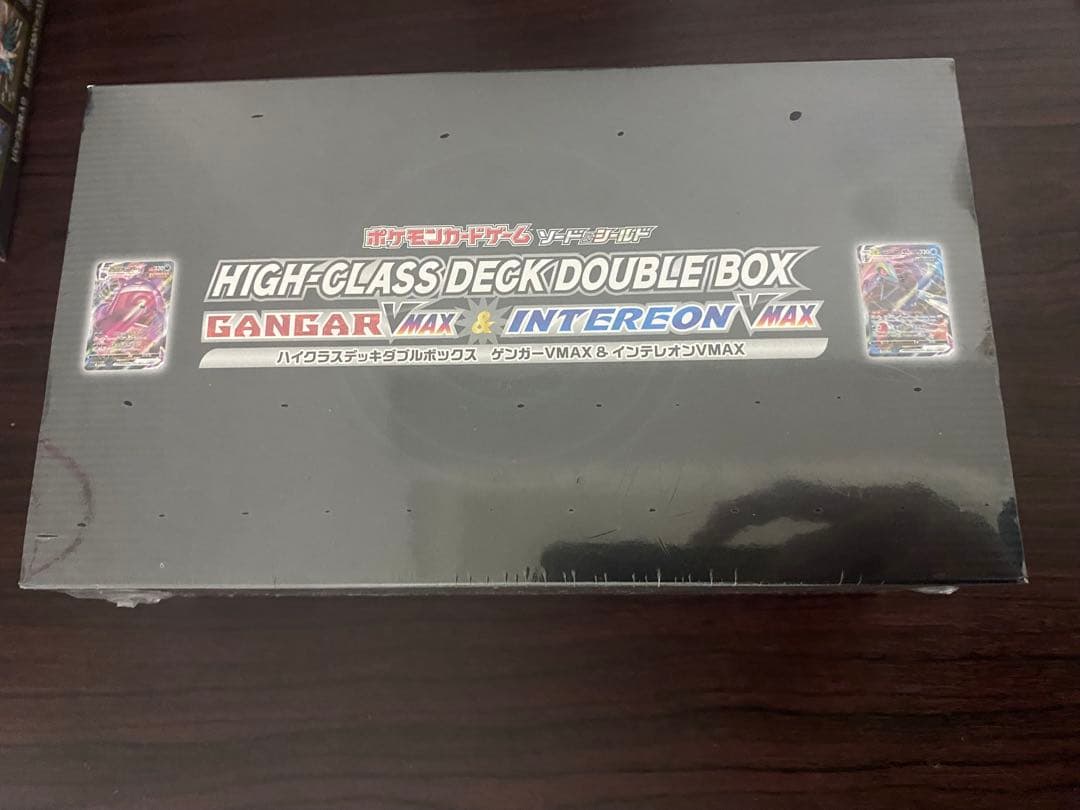 ポケモンカードゲーム ソード&シールド
HIGH-CLASS DECK DOUBLE BOX
GANGAR VMAX & INTEREON VMAX
ハイクラスデッキダブルボックス ゲンガーVMAX & インテレオンVMAX